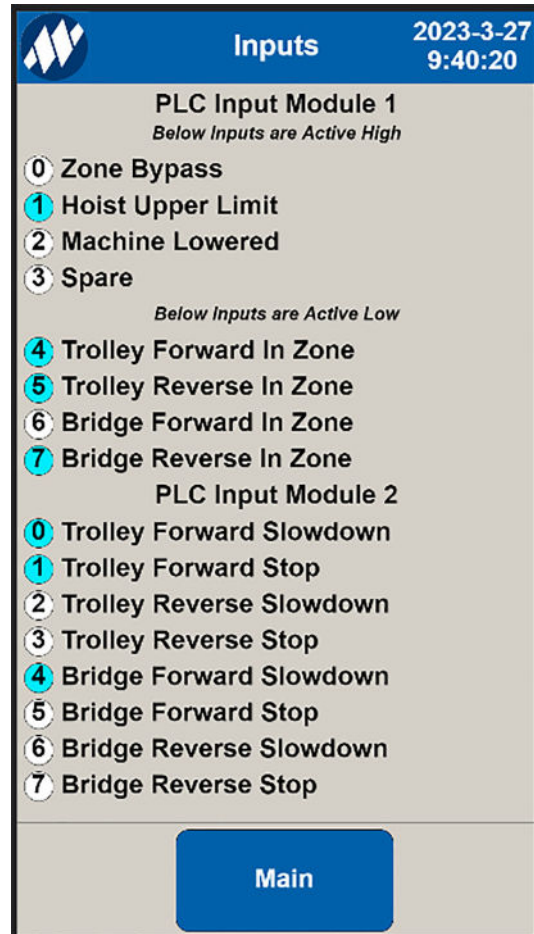 Inputs
2023-3-27
9:40:20
PLC Input Module 1
Below Inputs are Active High
0 Zone Bypass
1 Hoist Upper Limit
2 Machine Lowered
3 Spare
Below Inputs are Active Low
4 Trolley Forward In Zone
5 Trolley Reverse In Zone
6 Bridge Forward In Zone
7 Bridge Reverse In Zone
PLC Input Module 2
0 Trolley Forward Slowdown
1 Trolley Forward Stop
2 Trolley Reverse Slowdown
3 Trolley Reverse Stop
4 Bridge Forward Slowdown
5 Bridge Forward Stop
6 Bridge Reverse Slowdown
7 Bridge Reverse Stop
Main